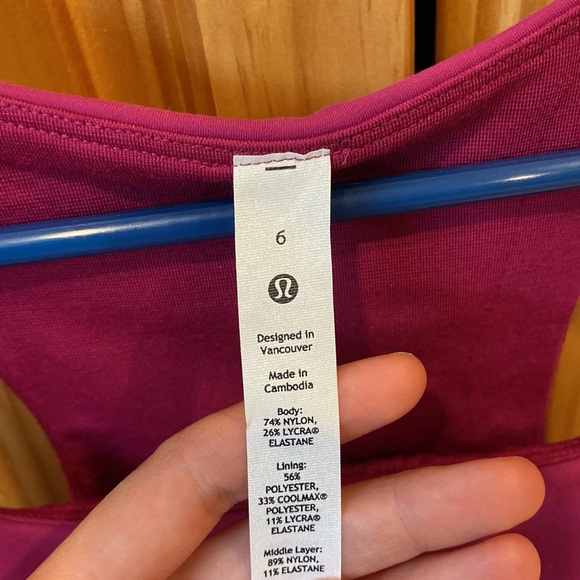 6
Designed in
Vancouver
Made in
Cambodia
Body:
74% NYLON,
26% LYCRA®
ELASTANE
Lining:
56%
POLYESTER,
33% COOLMAX®
POLYESTER,
11% LYCRA®
ELASTANE
Middle Layer:
89% NYLON,
11% ELASTANE